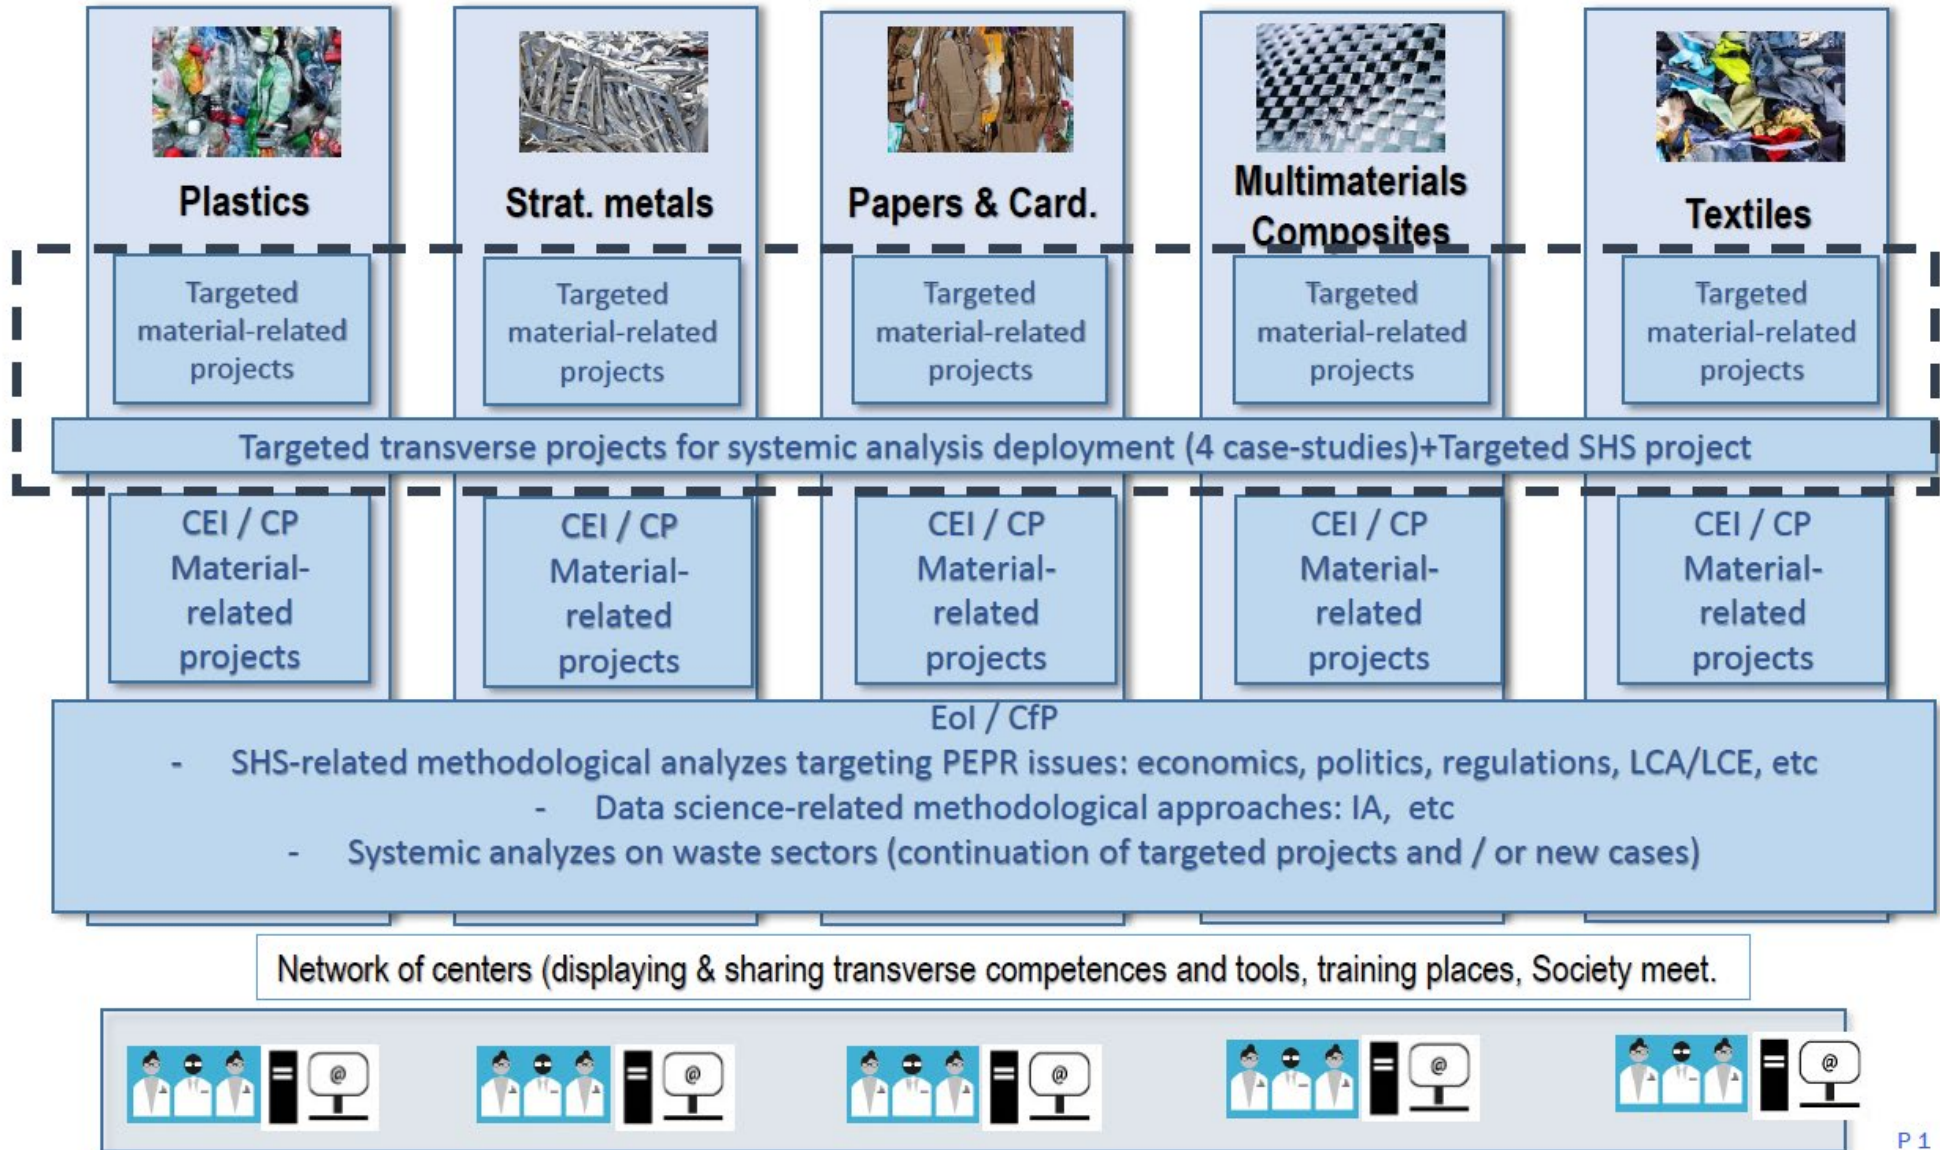 Plastics
Strat. metals
Papers & Card.
Multimaterials
Composites
Textiles
Targeted
material-related
projects
Targeted
material-related
projects
Targeted
material-related
projects
Targeted
material-related
projects
Targeted
material-related
projects
Targeted transverse projects for systemic analysis deployment (4 case-studies)+Targeted SHS project
CEI / CP
Material-
related
projects
CEI / CP
Material-
related
projects
CEI / CP
Material-
related
projects
CEI / CP
Material-
related
projects
CEI / CP
Material-
related
projects
EoI / CfP
- SHS-related methodological analyzes targeting PEPR issues: economics, politics, regulations, LCA/LCE, etc
- Data science-related methodological approaches: IA, etc
- Systemic analyzes on waste sectors (continuation of targeted projects and / or new cases)
Network of centers (displaying & sharing transverse competences and tools, training places, Society meet.
@
@
@
@
@
P 1